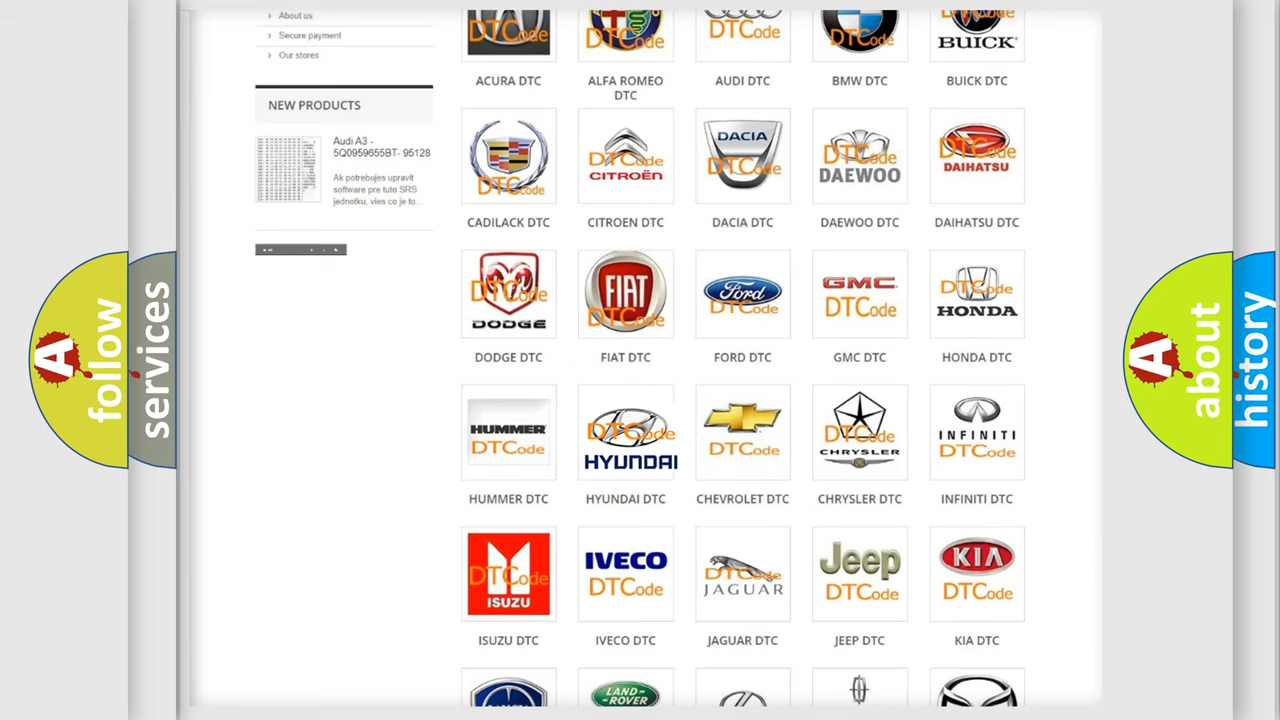 About us
Secure payment
Our stores
NEW PRODUCTS
Audi A3 -
5Q0959655BT- 95128
Ak potrebujes upravit
software pre tuto SRS
jednotku, vies co je to...
DTCode
DTCode
DTCode
DTCode
BUICK
ACURA DTC
ALFA ROMEO
DTC
AUDI DTC
BMW DTC
BUICK DTC
DTCode
DTCode
CITROËN
DACIA
DTCode
DTCode
DAEWOO
DTCode
DAIHATSU
CADILACK DTC
CITROEN DTC
DACIA DTC
DAEWOO DTC
DAIHATSU DTC
DTCode
DODGE
FIAT
DTCode
Ford
DTCode
GMC
DTCode
DTCode
HONDA
DODGE DTC
FIAT DTC
FORD DTC
GMC DTC
HONDA DTC
HUMMER
DTCode
DTCode
HYUNDAI
DTCode
DTCode
CHRYSLER
INFINITI
DTCode
HUMMER DTC
HYUNDAI DTC
CHEVROLET DTC
CHRYSLER DTC
INFINITI DTC
DTCode
ISUZU
IVECO
DTCode
DTCode
JAGUAR
Jeep
DTCode
KIA
DTCode
ISUZU DTC
IVECO DTC
JAGUAR DTC
JEEP DTC
KIA DTC
LAND-
ROVER
A
follow
services
A
about
history